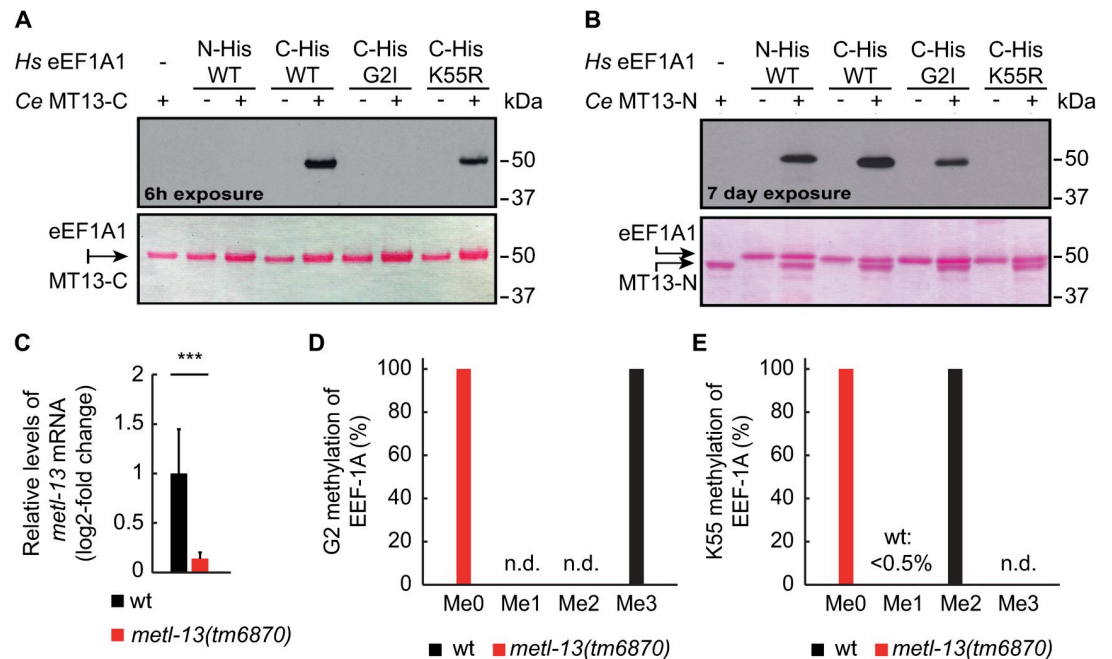 A
Hs eEF1A1 - N-His WT C-His WT C-His G2I C-His K55R
Ce MT13-C + - + - + - + - + kDa
6h exposure
-50
-37
eEF1A1
MT13-C
-50
-37
B
Hs eEF1A1 - N-His WT C-His WT C-His G2I C-His K55R
Ce MT13-N + - + - + - + - + kDa
7 day exposure
-50
-37
eEF1A1
MT13-N
-50
-37
C
Relative levels of
metl-13 mRNA
(log2-fold change)
2
1.5
1
0.5
0
***
wt
metl-13(tm6870)
D
G2 methylation of
EEF-1A (%)
100
80
60
40
20
0
n.d. n.d.
Me0 Me1 Me2 Me3
wt metl-13(tm6870)
E
K55 methylation of
EEF-1A (%)
100
80
60
40
20
0
wt:
<0.5%
n.d.
Me0 Me1 Me2 Me3
wt metl-13(tm6870)